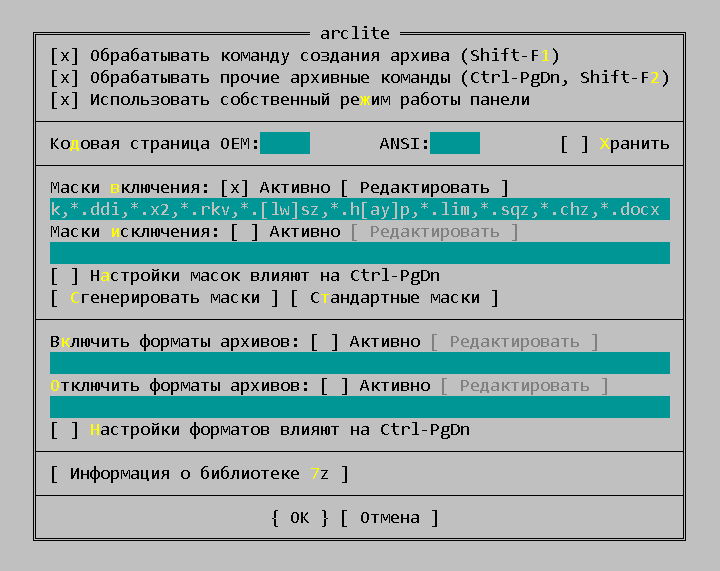 arclite
[x] Обрабатывать команду создания архива (Shift-F1)
[x] Обрабатывать прочие архивные команды (Ctrl-PgDn, Shift-F2)
[x] Использовать собственный режим работы панели
Кодовая страница OEM: ANSI: [ ] Хранить
Маски включения: [x] Активно [ Редактировать ]
k,*.ddi,*.x2,*.rkv,*.[lw]sz,*.h[ay]p,*.lim,*.sqz,*.chz,*.docx
Маски исключения: [ ] Активно [ Редактировать ]
[ ] Настройки масок влияют на Ctrl-PgDn
[ Сгенерировать маски ] [ Стандартные маски ]
Включить форматы архивов: [ ] Активно [ Редактировать ]
Отключить форматы архивов: [ ] Активно [ Редактировать ]
[ ] Настройки форматов влияют на Ctrl-PgDn
[ Информация о библиотеке 7z ]
{ OK } [ Отмена ]